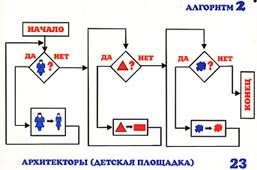 АЛГОРИТМ 2
НАЧАЛО
ДА ? НЕТ
ДА ? НЕТ
ДА ? НЕТ
КОНЕЦ
АРХИТЕКТОРЫ (ДЕТСКАЯ ПЛОЩАДКА) 23